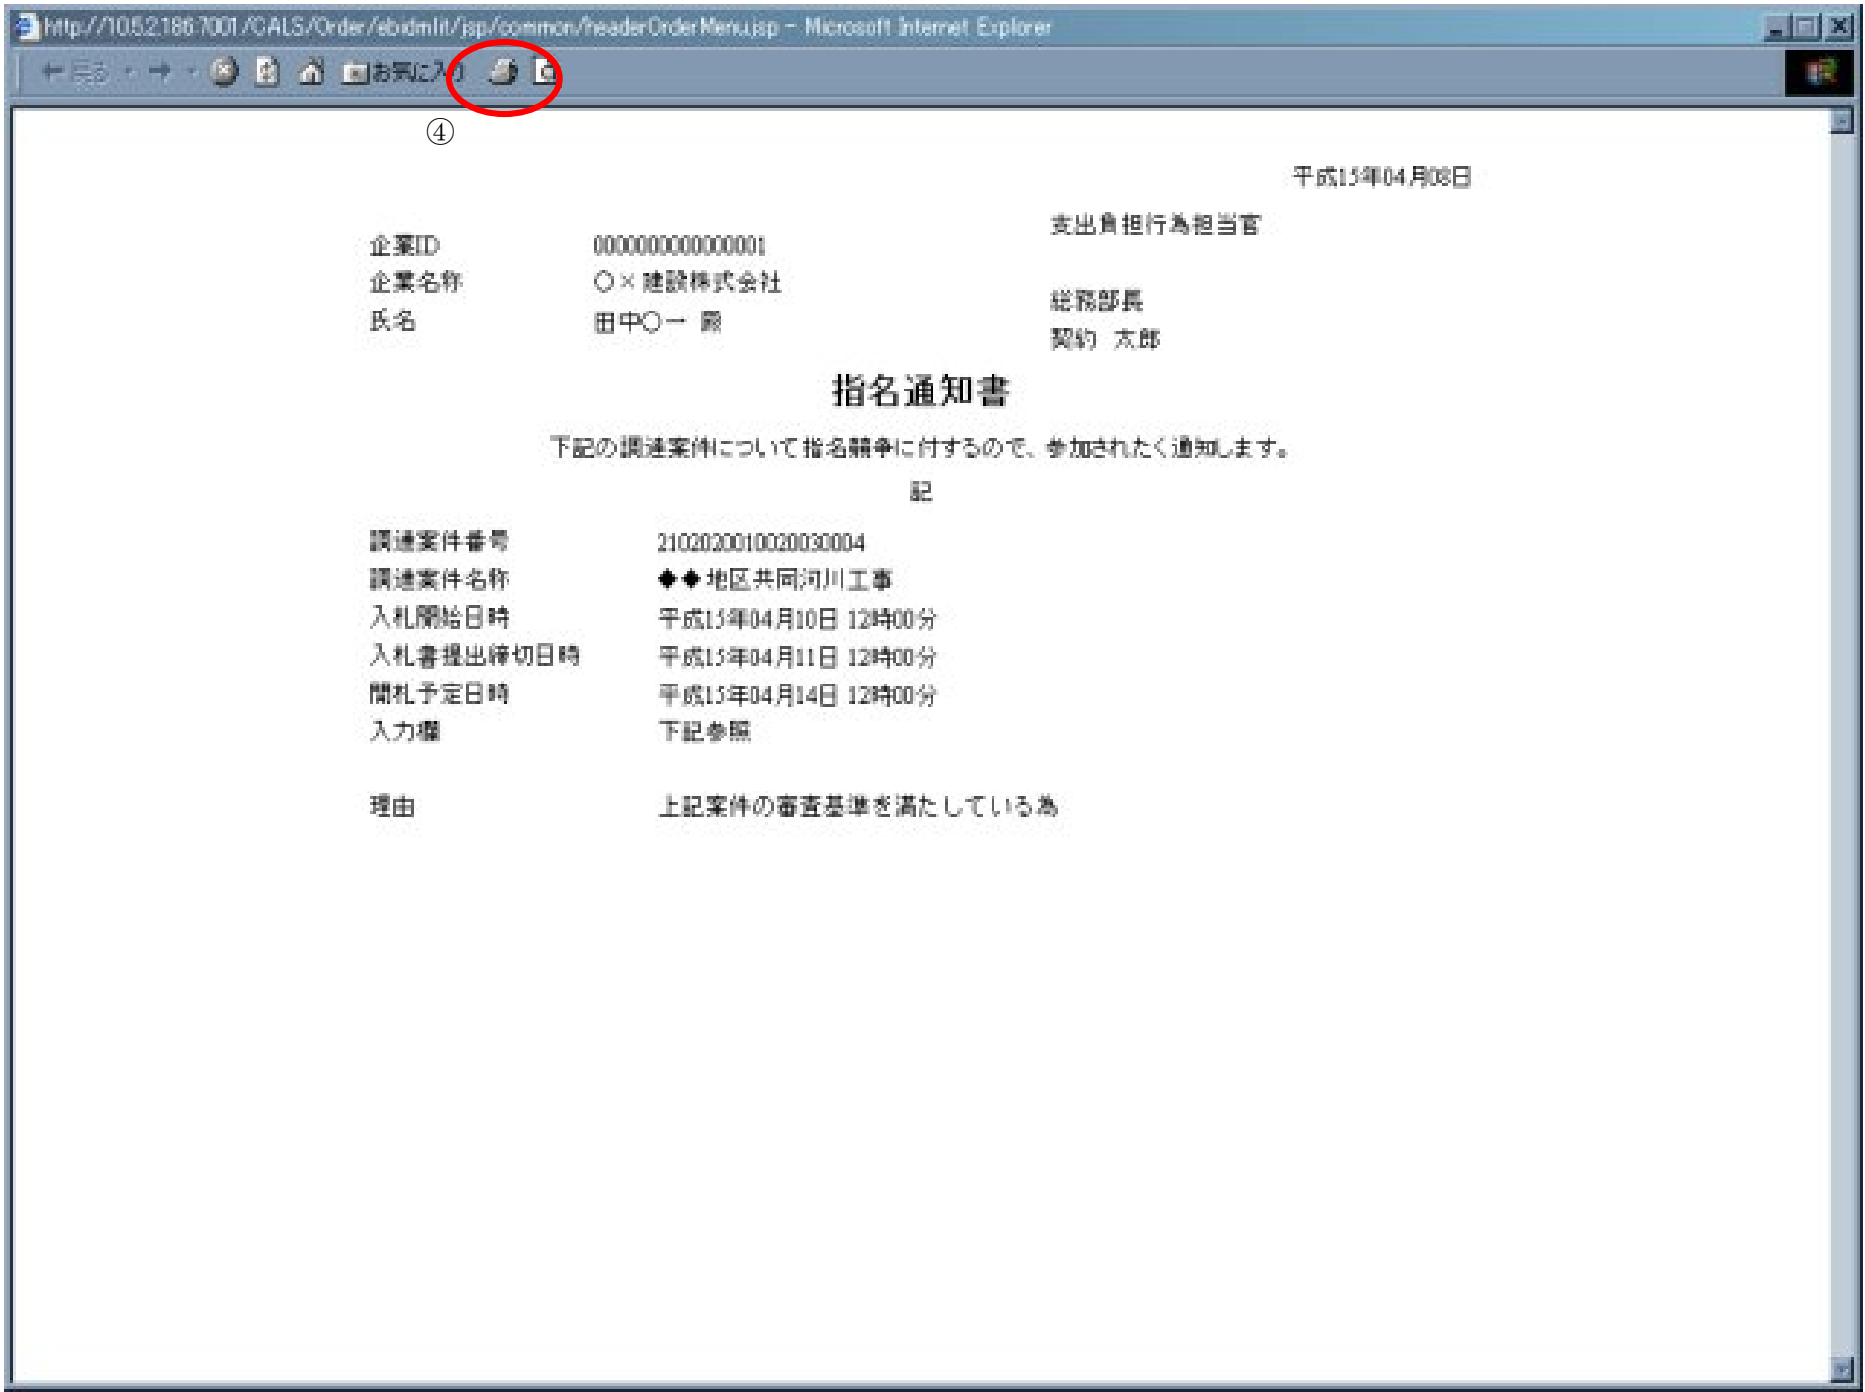 http://10.5.2.186:7001/CALS/Order/ebidmlit/jsp/common/headerOrderMenu.jsp - Microsoft Internet Explorer
戻る お気に入り
④
平成15年04月08日
支出負担行為担当官
企業ID 0000000000000001
企業名称 ○×建設株式会社
総務部長
氏名 田中○一 殿
契約 太郎
指名通知書
下記の調達案件について指名競争に付するので、参加されたく通知します。
記
調達案件番号 2102020010020030004
調達案件名称 ◆◆地区共同河川工事
入札開始日時 平成15年04月10日 12時00分
入札書提出締切日時 平成15年04月11日 12時00分
開札予定日時 平成15年04月14日 12時00分
入力欄 下記参照
理由 上記案件の審査基準を満たしている為